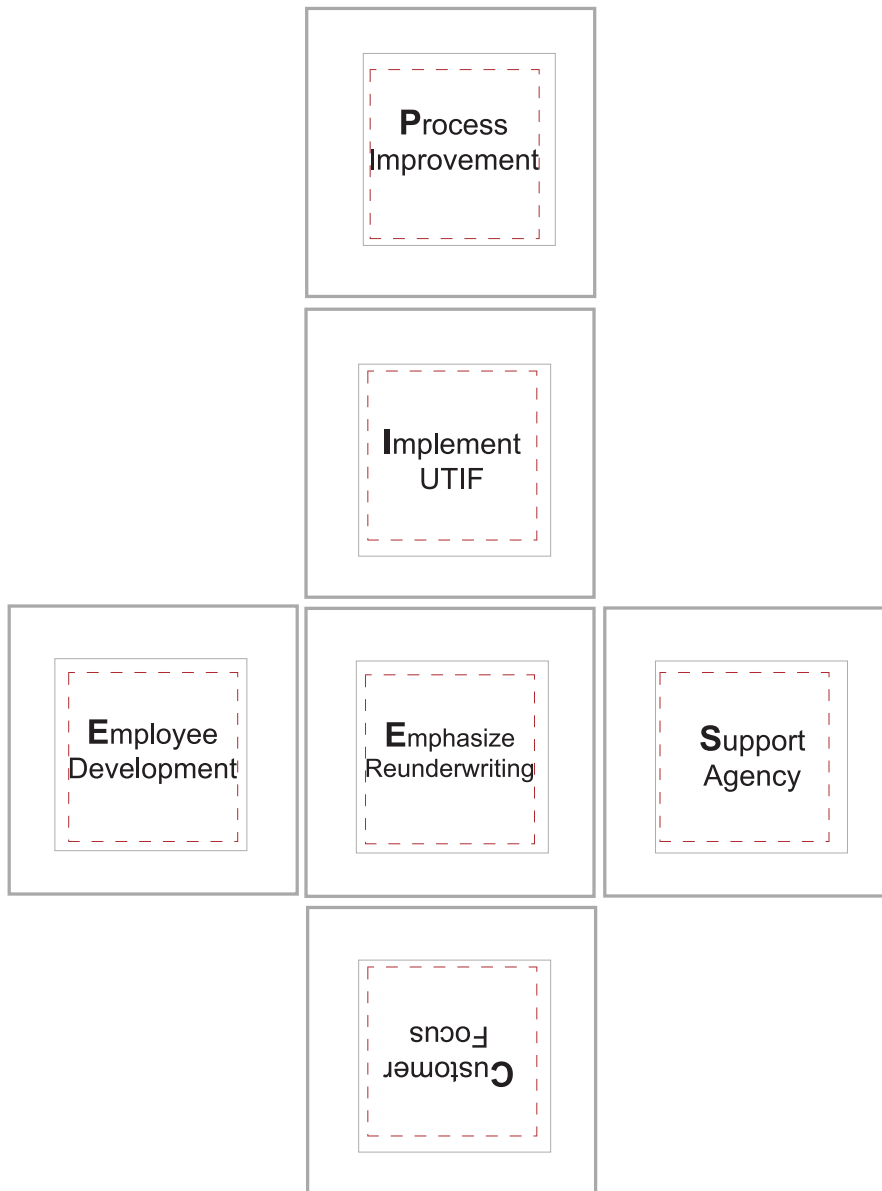 Process
Improvement
Implement
UTIF
Employee
Development
Emphasize
Reunderwriting
Support
Agency
Customer
Focus